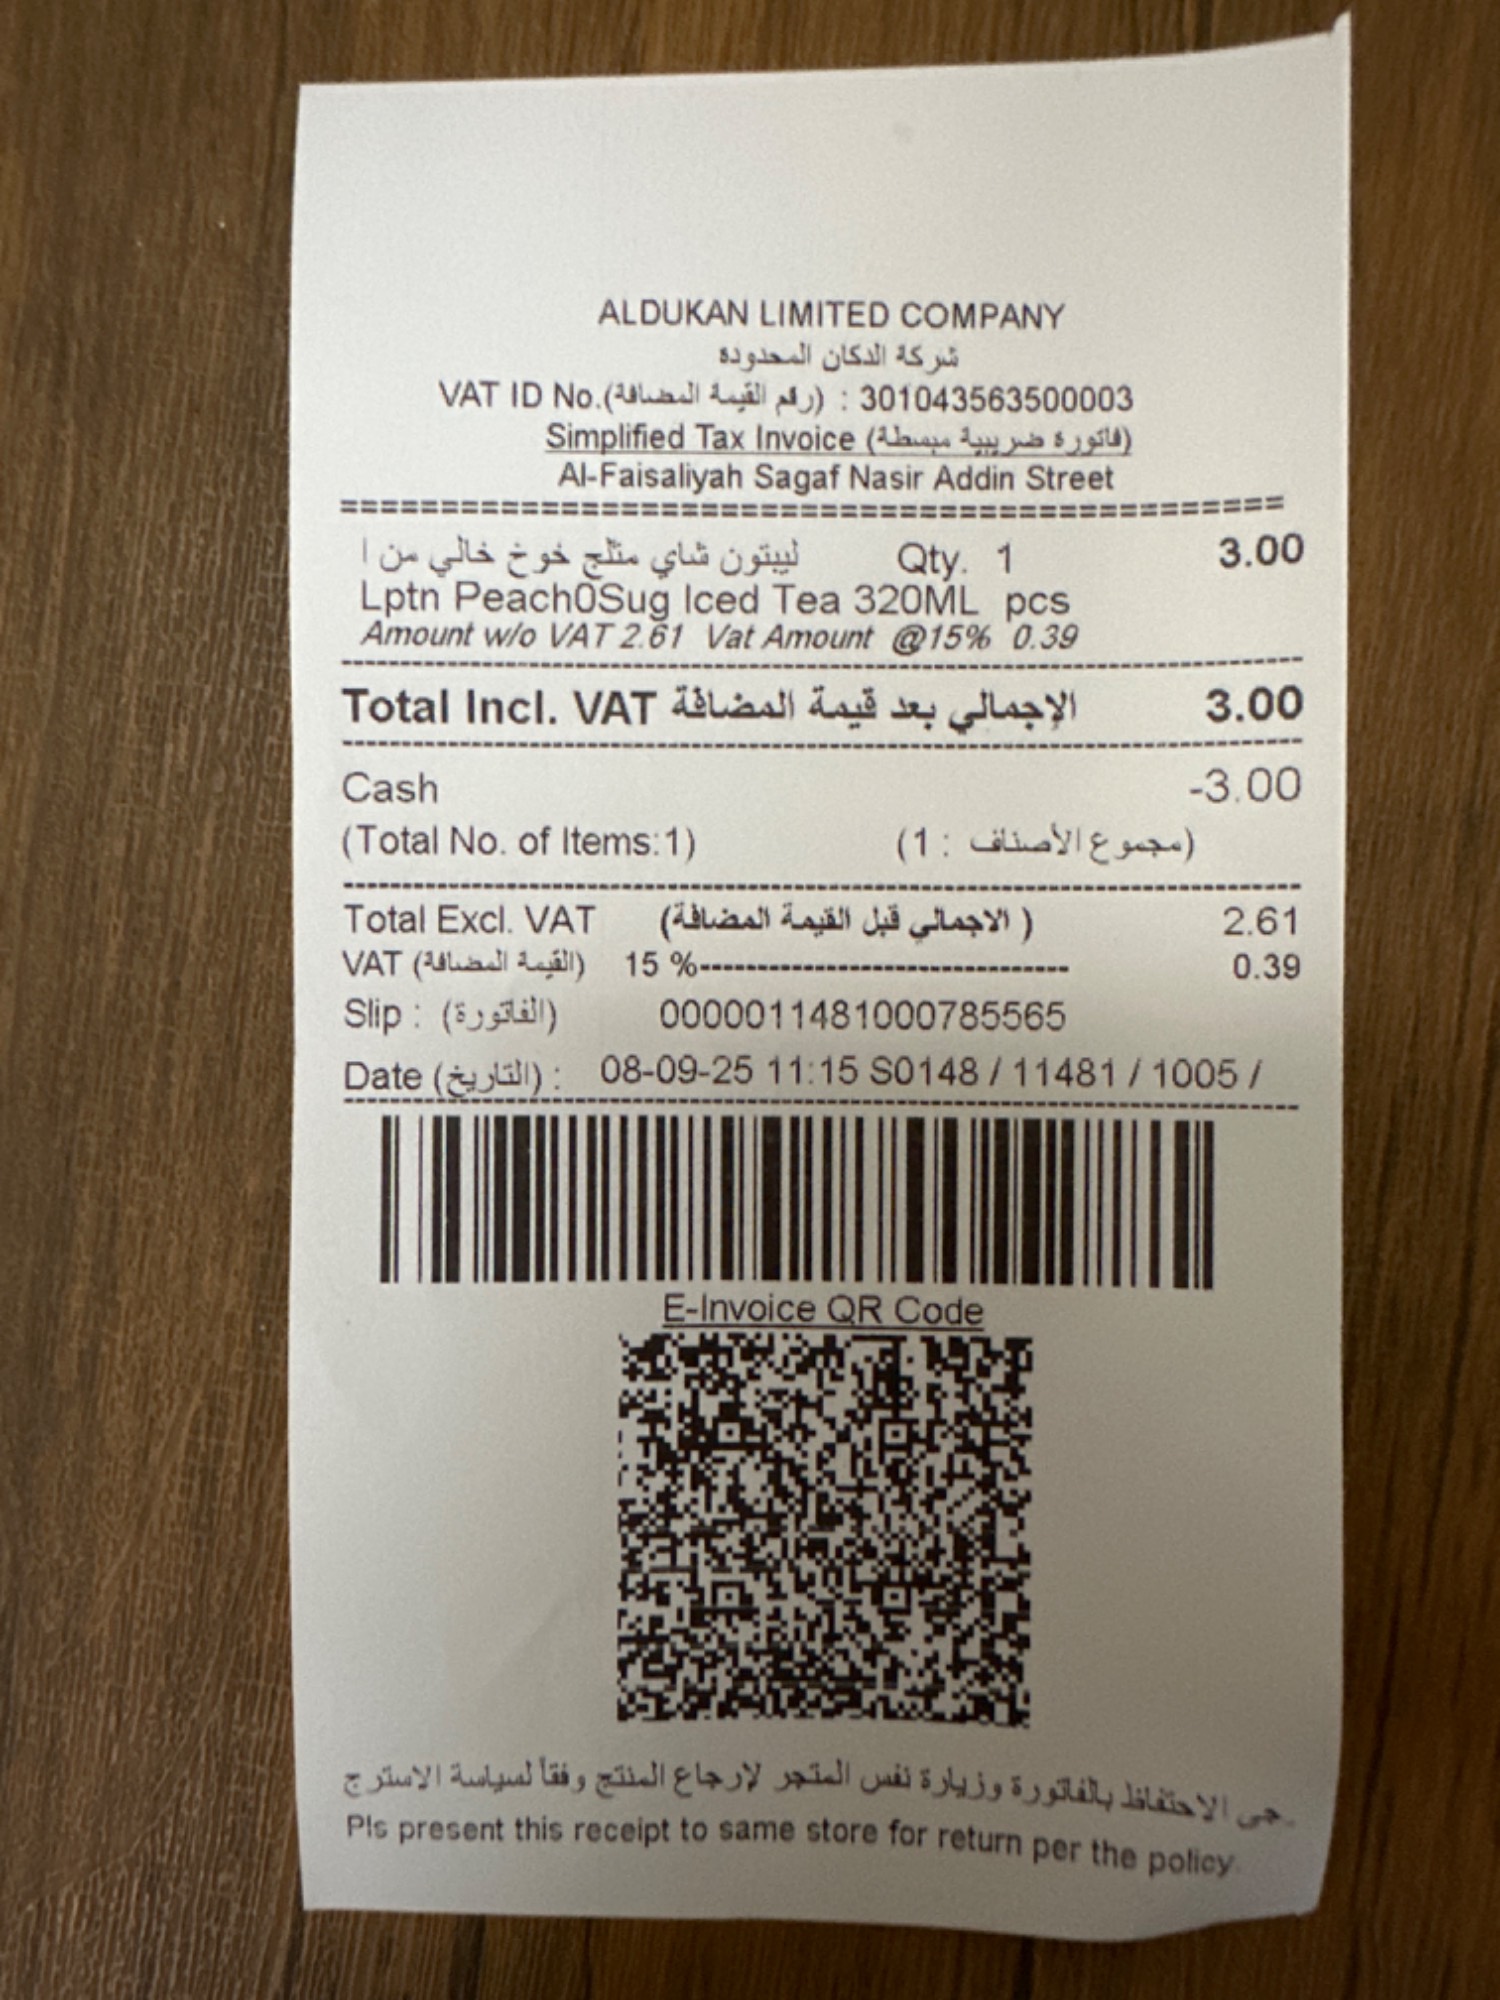 ALDUKAN LIMITED COMPANY
شركة الدكان المحدوده
VAT ID No.(رقم القيمة المضافة) : 301043563500003
Simplified Tax Invoice (فاتورة ضريبية مبسطة)
Al-Faisaliyah Sagaf Nasir Addin Street
===============================================
ليبتون شاي مثلج خوخ خالي من ا Qty. 1 3.00
Lptn Peach0Sug Iced Tea 320ML pcs
Amount w/o VAT 2.61 Vat Amount @15% 0.39
Total Incl. VAT الإجمالي بعد قيمة المضافة 3.00
Cash -3.00
(Total No. of Items:1) (مجموع الأصناف : 1)
Total Excl. VAT (الاجمالي قبل القيمة المضافة ) 2.61
VAT (القيمة المضافة) 15 %-------------------------------- 0.39
Slip : (الفاتورة) 0000011481000785565
Date (التاريخ) : 08-09-25 11:15 S0148 / 11481 / 1005 /
E-Invoice QR Code
جى الاحتفاظ بالفاتورة وزيارة نفس المتجر لإرجاع المنتج وفقاً لسياسة الاسترج
Pls present this receipt to same store for return per the policy